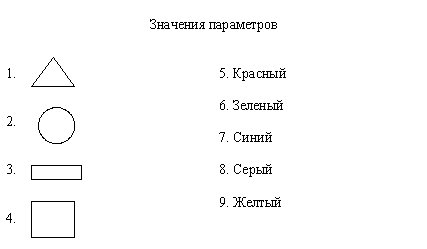 Значения параметров
1.
5. Красный
2.
6. Зеленый
7. Синий
3.
8. Серый
4.
9. Желтый